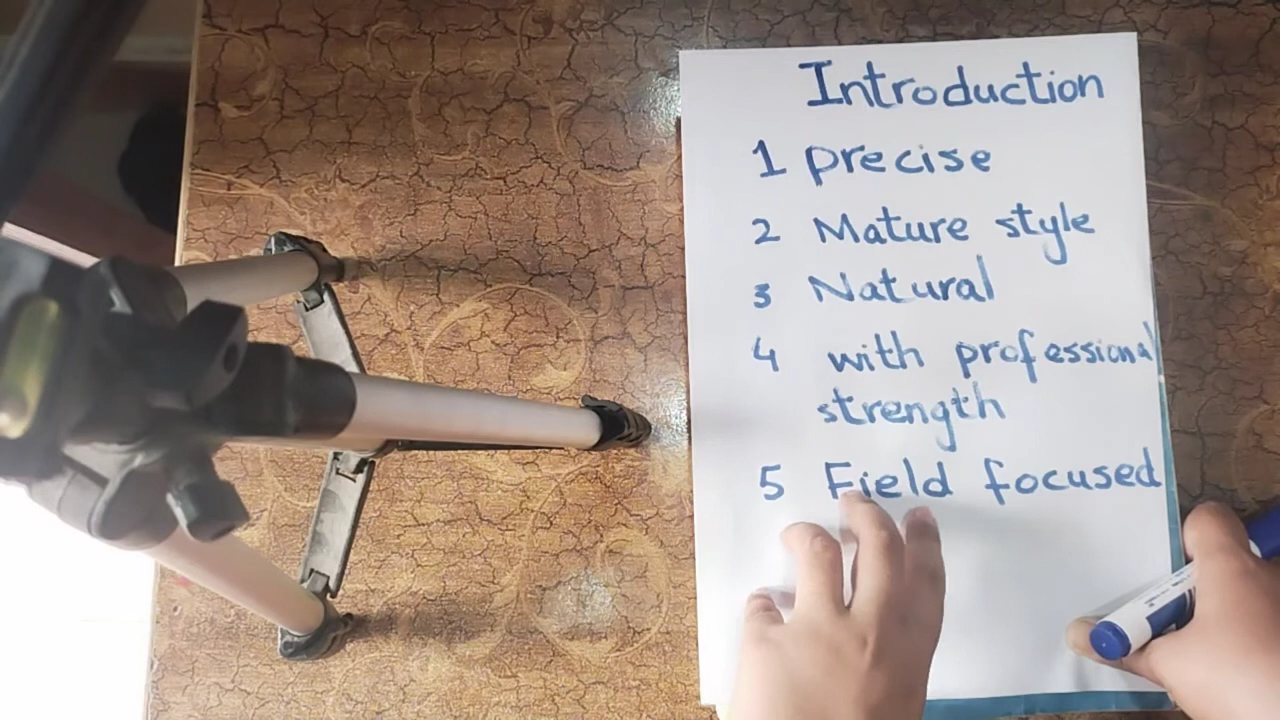 Introduction
1 precise
2 Mature style
3 Natural
4 with professional
strength
5 Field focused